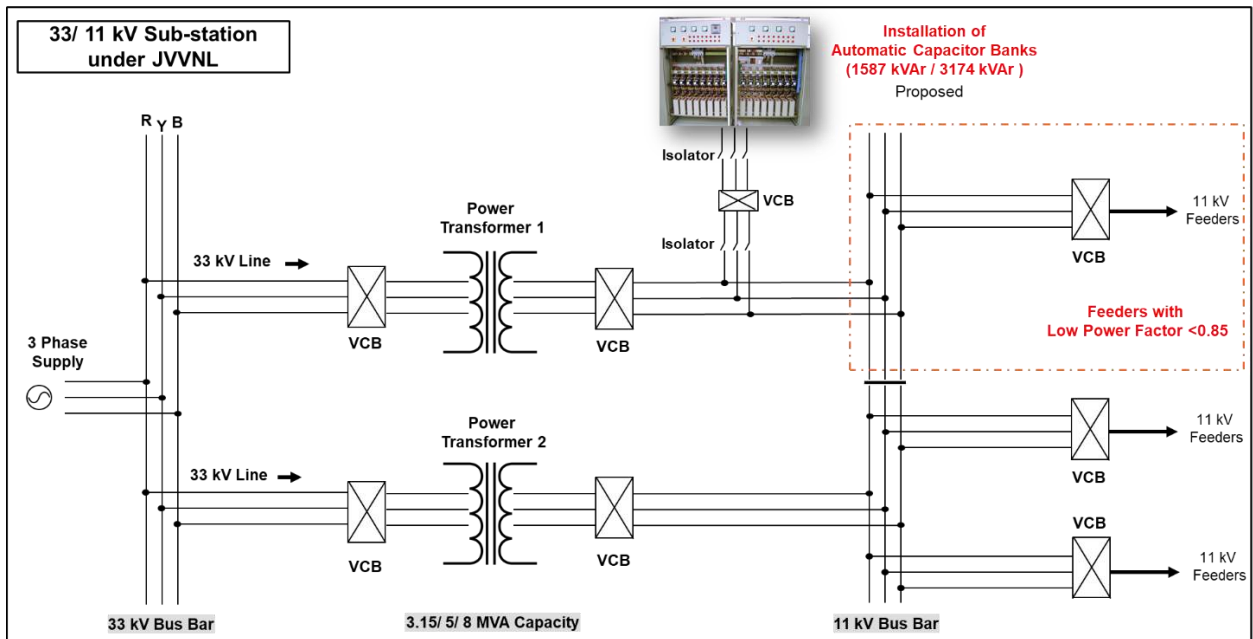 33/ 11 kV Sub-station
under JVVNL
Installation of
Automatic Capacitor Banks
(1587 kVAr / 3174 kVAr )
Proposed
R Y B
Isolator
VCB
Isolator
Power
Transformer 1
33 kV Line
VCB
VCB
11 kV
Feeders
VCB
Feeders with
Low Power Factor <0.85
3 Phase
Supply
Power
Transformer 2
33 kV Line
VCB
VCB
11 kV
Feeders
VCB
VCB
11 kV
Feeders
33 kV Bus Bar
3.15/ 5/ 8 MVA Capacity
11 kV Bus Bar